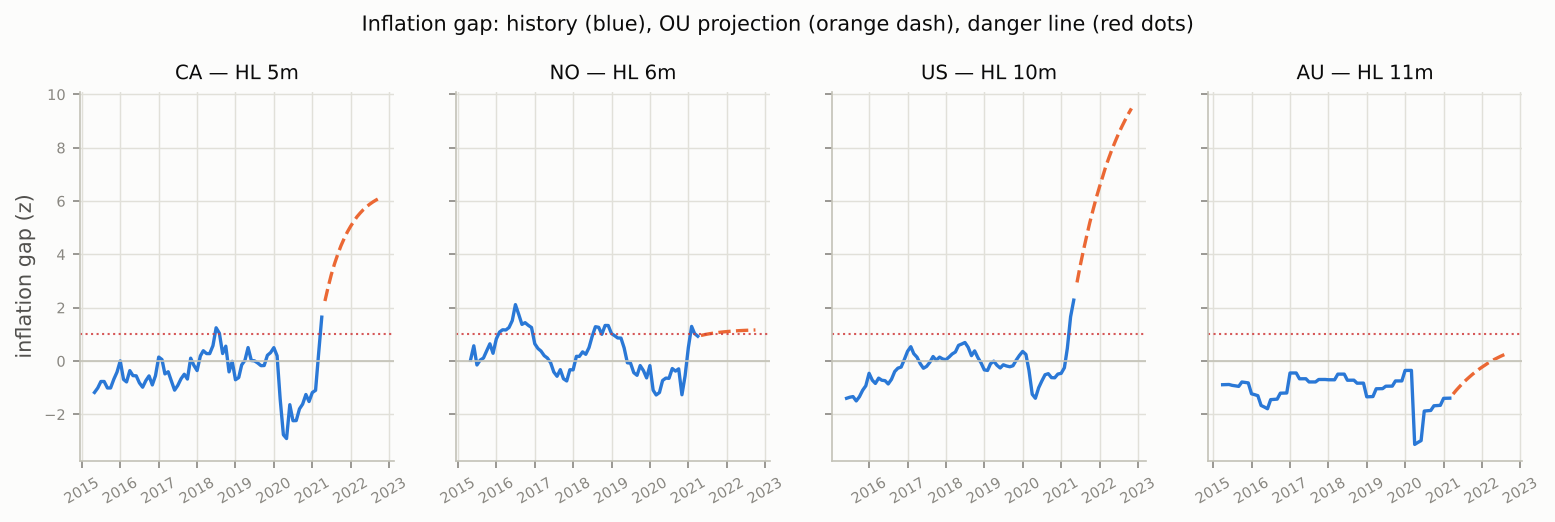 Inflation gap: history (blue), OU projection (orange dash), danger line (red dots)
CA — HL 5m
NO — HL 6m
US — HL 10m
AU — HL 11m
inflation gap (z)
10
8
6
4
2
0
−2
2015 2016 2017 2018 2019 2020 2021 2022 2023
2015 2016 2017 2018 2019 2020 2021 2022 2023
2016 2017 2018 2019 2020 2021 2022 2023
2015 2016 2017 2018 2019 2020 2021 2022 2023